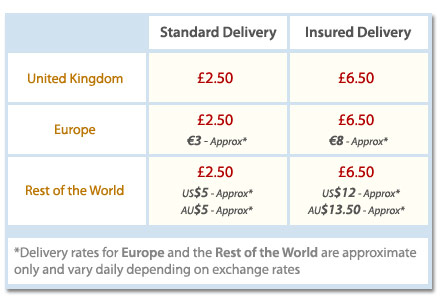 Standard Delivery Insured Delivery
United Kingdom £2.50 £6.50
Europe £2.50 £6.50
€3 - Approx* €8 - Approx*
Rest of the World £2.50 £6.50
US$5 - Approx* US$12 - Approx*
AU$5 - Approx* AU$13.50 - Approx*
*Delivery rates for Europe and the Rest of the World are approximate
only and vary daily depending on exchange rates